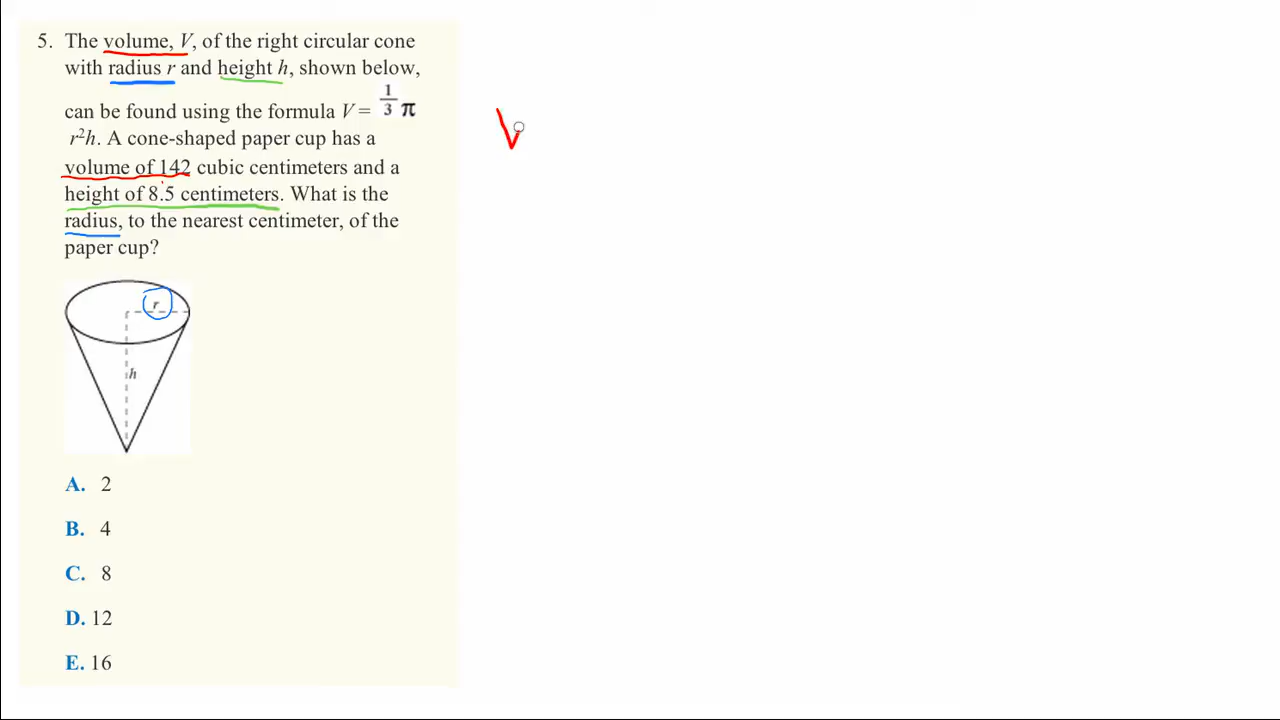 5. The volume, V, of the right circular cone
with radius r and height h, shown below,
can be found using the formula V = 1/3 π
r²h. A cone-shaped paper cup has a
volume of 142 cubic centimeters and a
height of 8.5 centimeters. What is the
radius, to the nearest centimeter, of the
paper cup?
V
r
h
A. 2
B. 4
C. 8
D. 12
E. 16